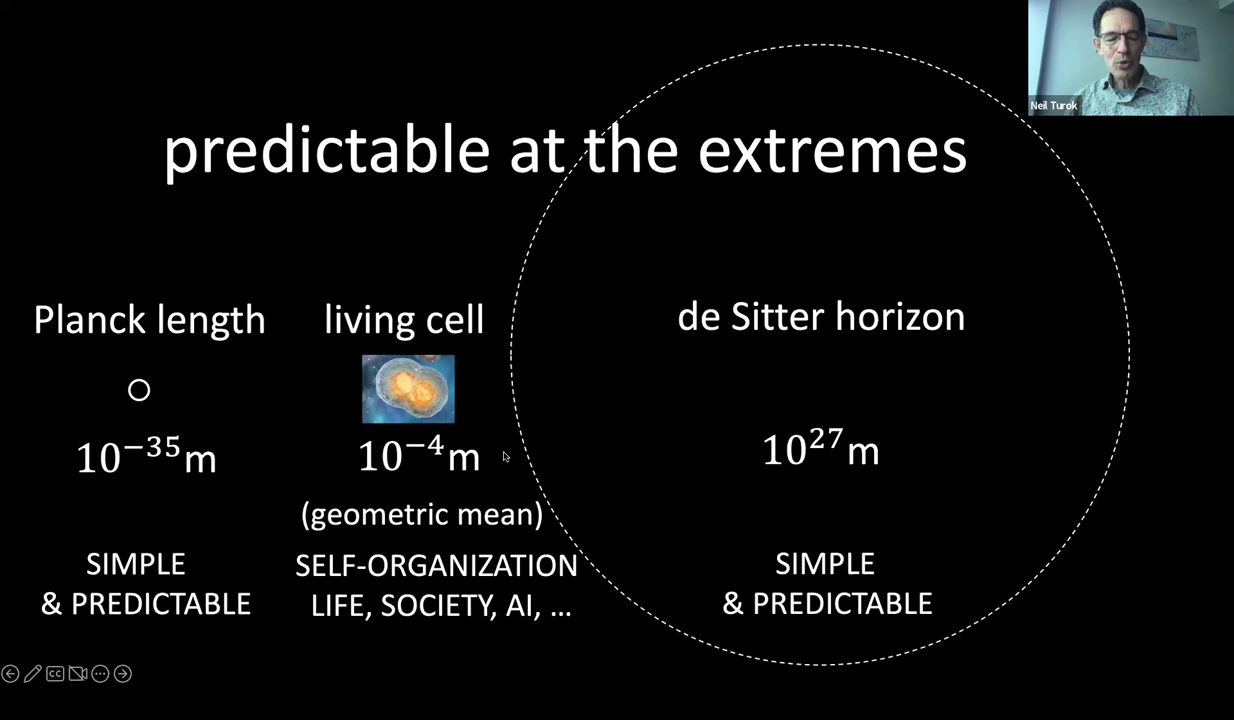 Neil Turok
predictable at the extremes
Planck length
10⁻³⁵m
SIMPLE
& PREDICTABLE
living cell
10⁻⁴m
(geometric mean)
SELF-ORGANIZATION
LIFE, SOCIETY, AI, ...
de Sitter horizon
10²⁷m
SIMPLE
& PREDICTABLE
CC